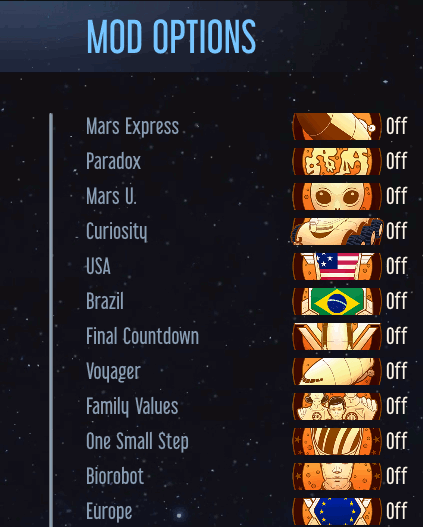 MOD OPTIONS
Mars Express Off
Paradox Off
Mars U. Off
Curiosity Off
USA Off
Brazil Off
Final Countdown Off
Voyager Off
Family Values Off
One Small Step Off
Biorobot Off
Europe Off